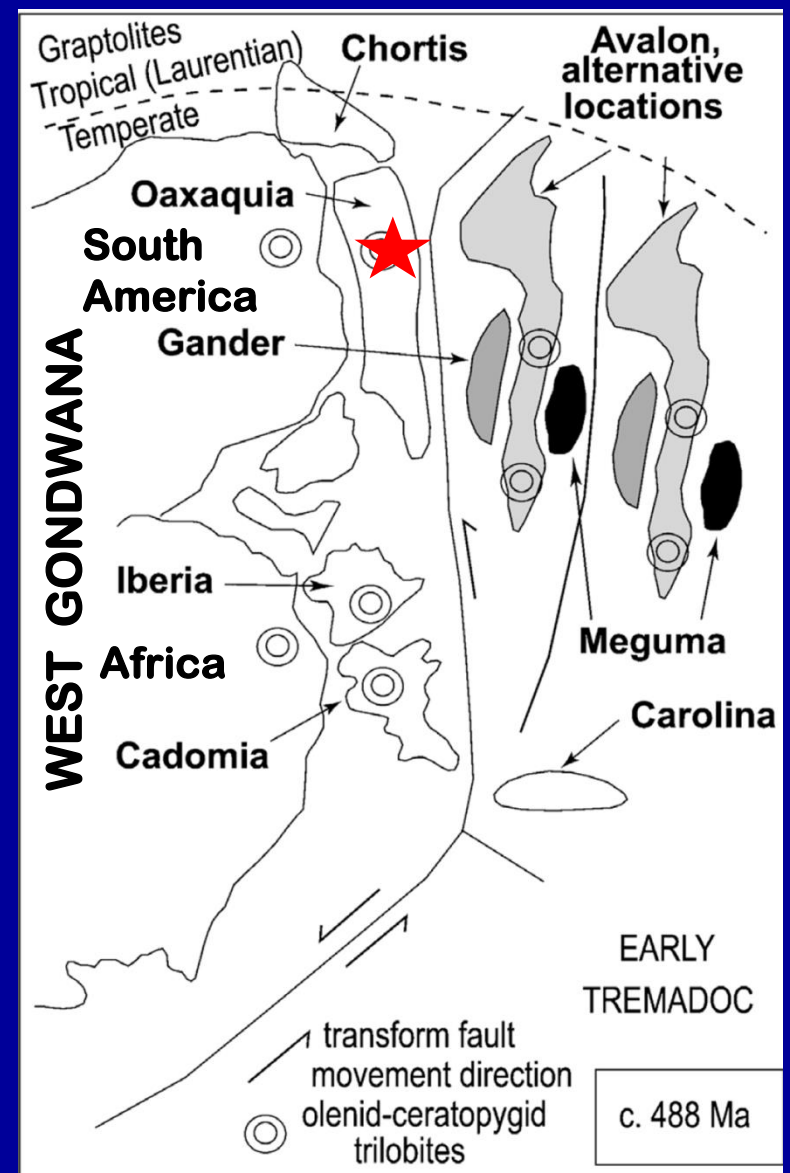 Graptolites
Tropical (Laurentian)
Temperate
Chortis
Avalon,
alternative
locations
Oaxaquia
South
America
Gander
WEST GONDWANA
Iberia
Africa
Meguma
Carolina
Cadomia
EARLY
TREMADOC
transform fault
movement direction
olenid-ceratopygid
trilobites
c. 488 Ma